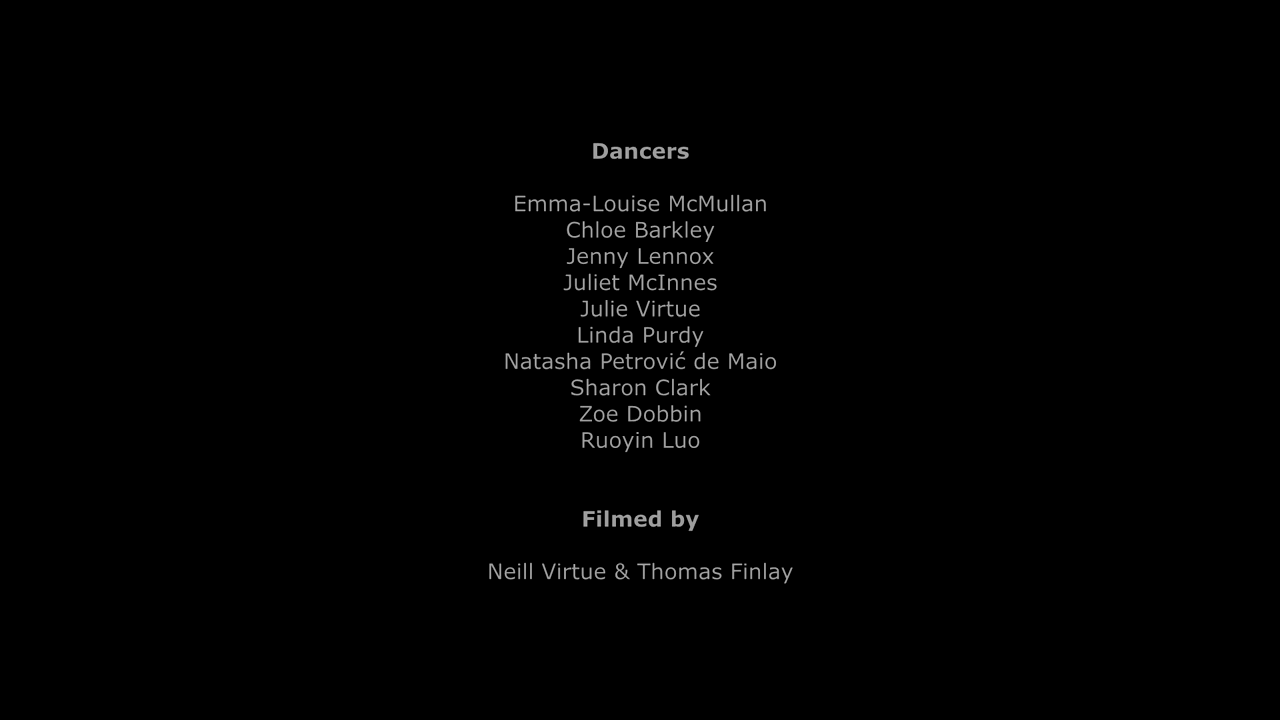 Dancers
Emma-Louise McMullan
Chloe Barkley
Jenny Lennox
Juliet McInnes
Julie Virtue
Linda Purdy
Natasha Petrović de Maio
Sharon Clark
Zoe Dobbin
Ruoyin Luo
Filmed by
Neill Virtue & Thomas Finlay